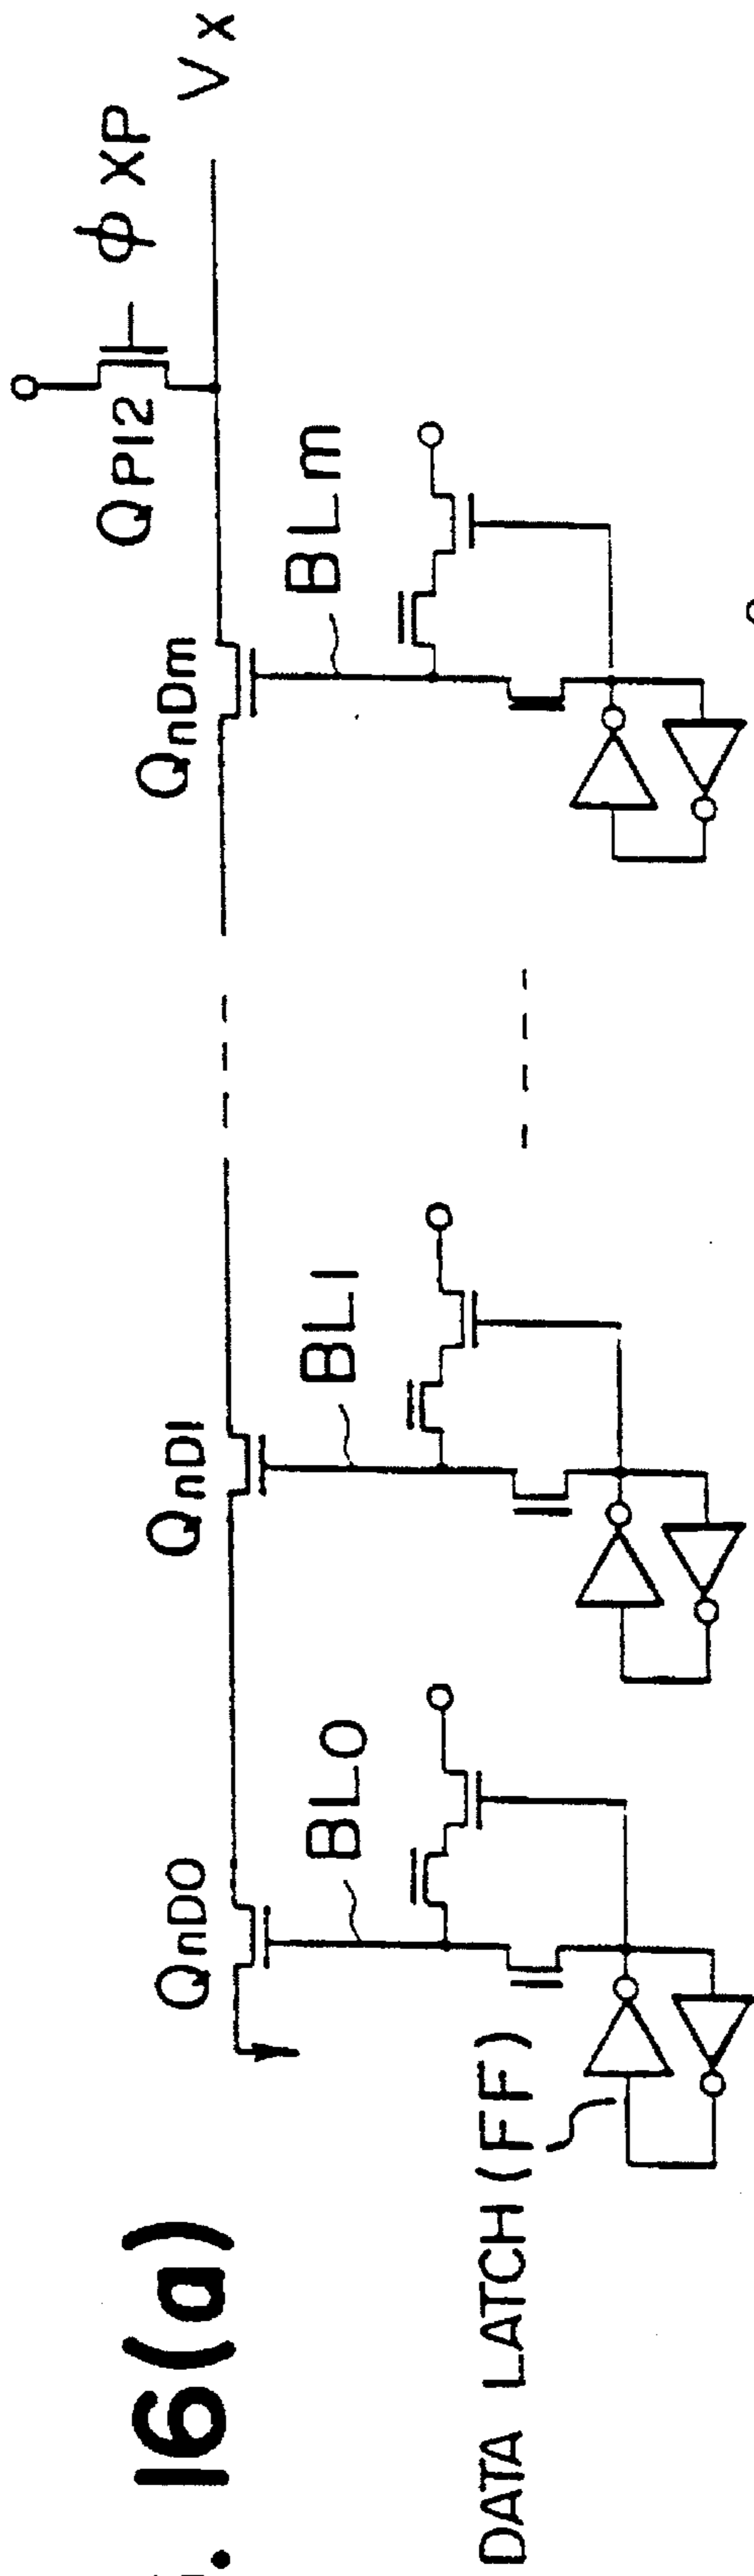 . 16(a)
QnD0
QnD1
QnDm
QP12
φXP
Vx
BL0
BL1
BLm
DATA LATCH (FF)